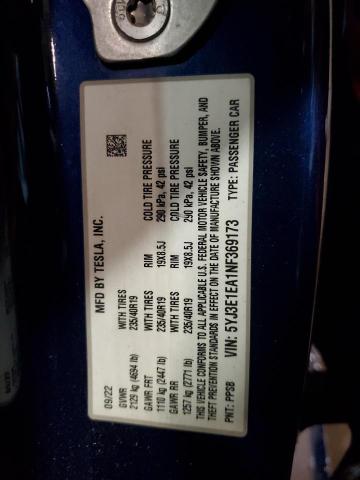 MFD BY TESLA, INC.
09/22
GVWR WITH TIRES RIM COLD TIRE PRESSURE
2129 kg (4694 lb) 235/40R19 19X8.5J 290 kPa, 42 psi
GAWR FRT WITH TIRES RIM COLD TIRE PRESSURE
1110 kg (2447 lb) 235/40R19 19X8.5J 290 kPa, 42 psi
GAWR RR
1257 kg (2771 lb)
THIS VEHICLE CONFORMS TO ALL APPLICABLE U.S. FEDERAL MOTOR VEHICLE SAFETY, BUMPER, AND
THEFT PREVENTION STANDARDS IN EFFECT ON THE DATE OF MANUFACTURE SHOWN ABOVE.
VIN: 5YJ3E1EA1NF369173 TYPE: PASSENGER CAR
PNT: PPSB